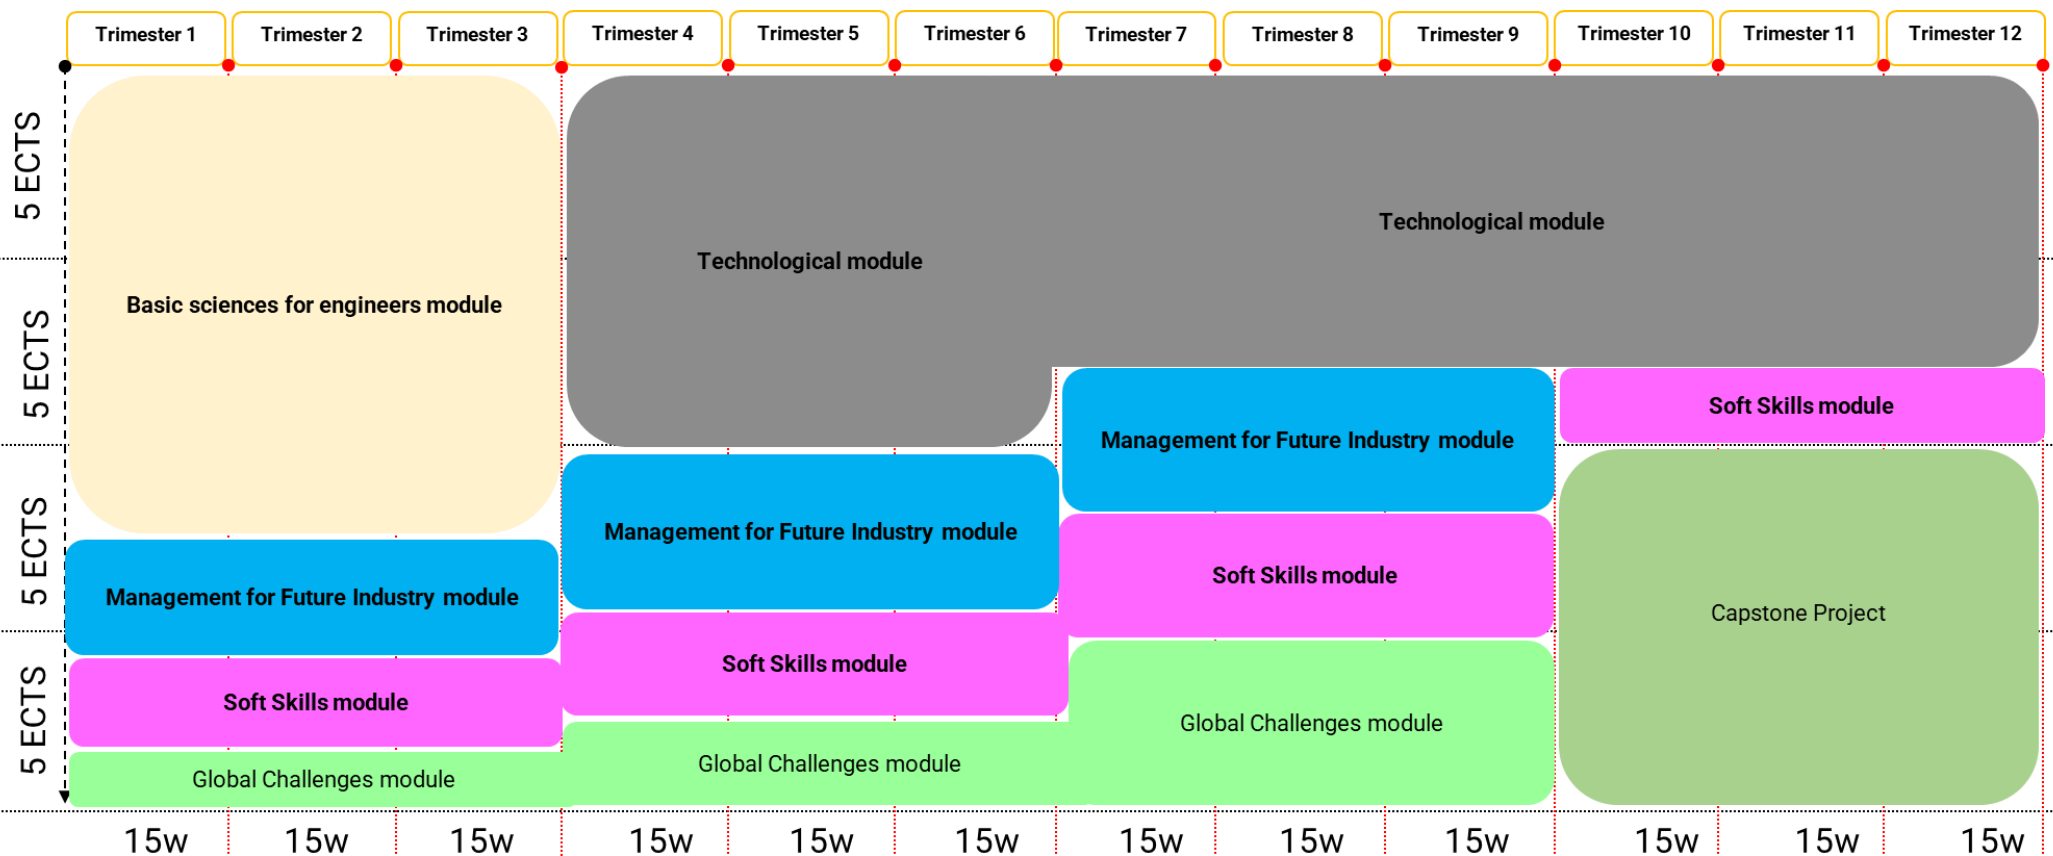 Trimester 1
Trimester 2
Trimester 3
Trimester 4
Trimester 5
Trimester 6
Trimester 7
Trimester 8
Trimester 9
Trimester 10
Trimester 11
Trimester 12
5 ECTS
5 ECTS
5 ECTS
5 ECTS
Basic sciences for engineers module
Management for Future Industry module
Soft Skills module
Global Challenges module
Technological module
Management for Future Industry module
Soft Skills module
Global Challenges module
Technological module
Management for Future Industry module
Soft Skills module
Global Challenges module
Soft Skills module
Capstone Project
15w
15w
15w
15w
15w
15w
15w
15w
15w
15w
15w
15w